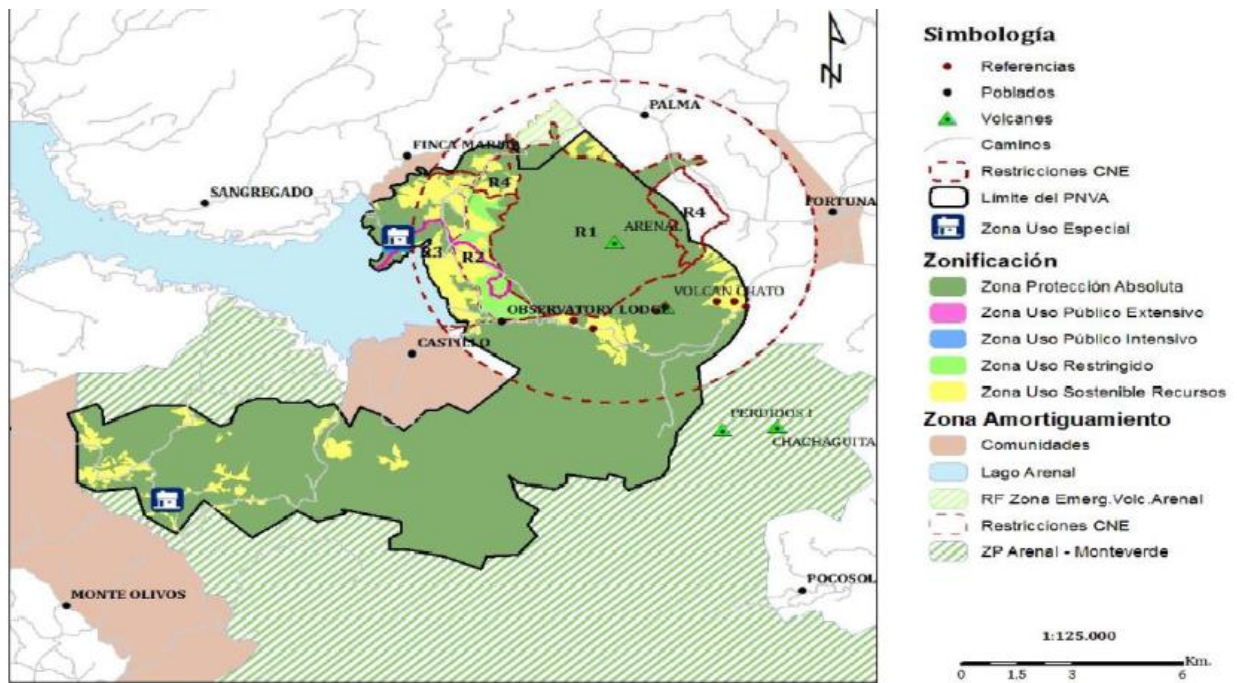 N
PALMA
FINCA
SANGREGADO
R4
R4
FORTUNA
R1
ARENAL
R3
R2
VOLCAN CHATO
OBSERVATORY LODGE
CASTILLO
PERDIDOS 1
CHACHAGUITA
POCOSOL
MONTE OLIVOS
Simbología
Referencias
Poblados
Volcanes
Caminos
Restricciones CNE
Límite del PNVA
Zona Uso Especial
Zonificación
Zona Protección Absoluta
Zona Uso Público Extensivo
Zona Uso Público Intensivo
Zona Uso Restringido
Zona Uso Sostenible Recursos
Zona Amortiguamiento
Comunidades
Lago Arenal
RF Zona Emerg.Volc.Arenal
Restricciones CNE
ZP Arenal - Monteverde
1:125.000
Km.
0 1.5 3 6